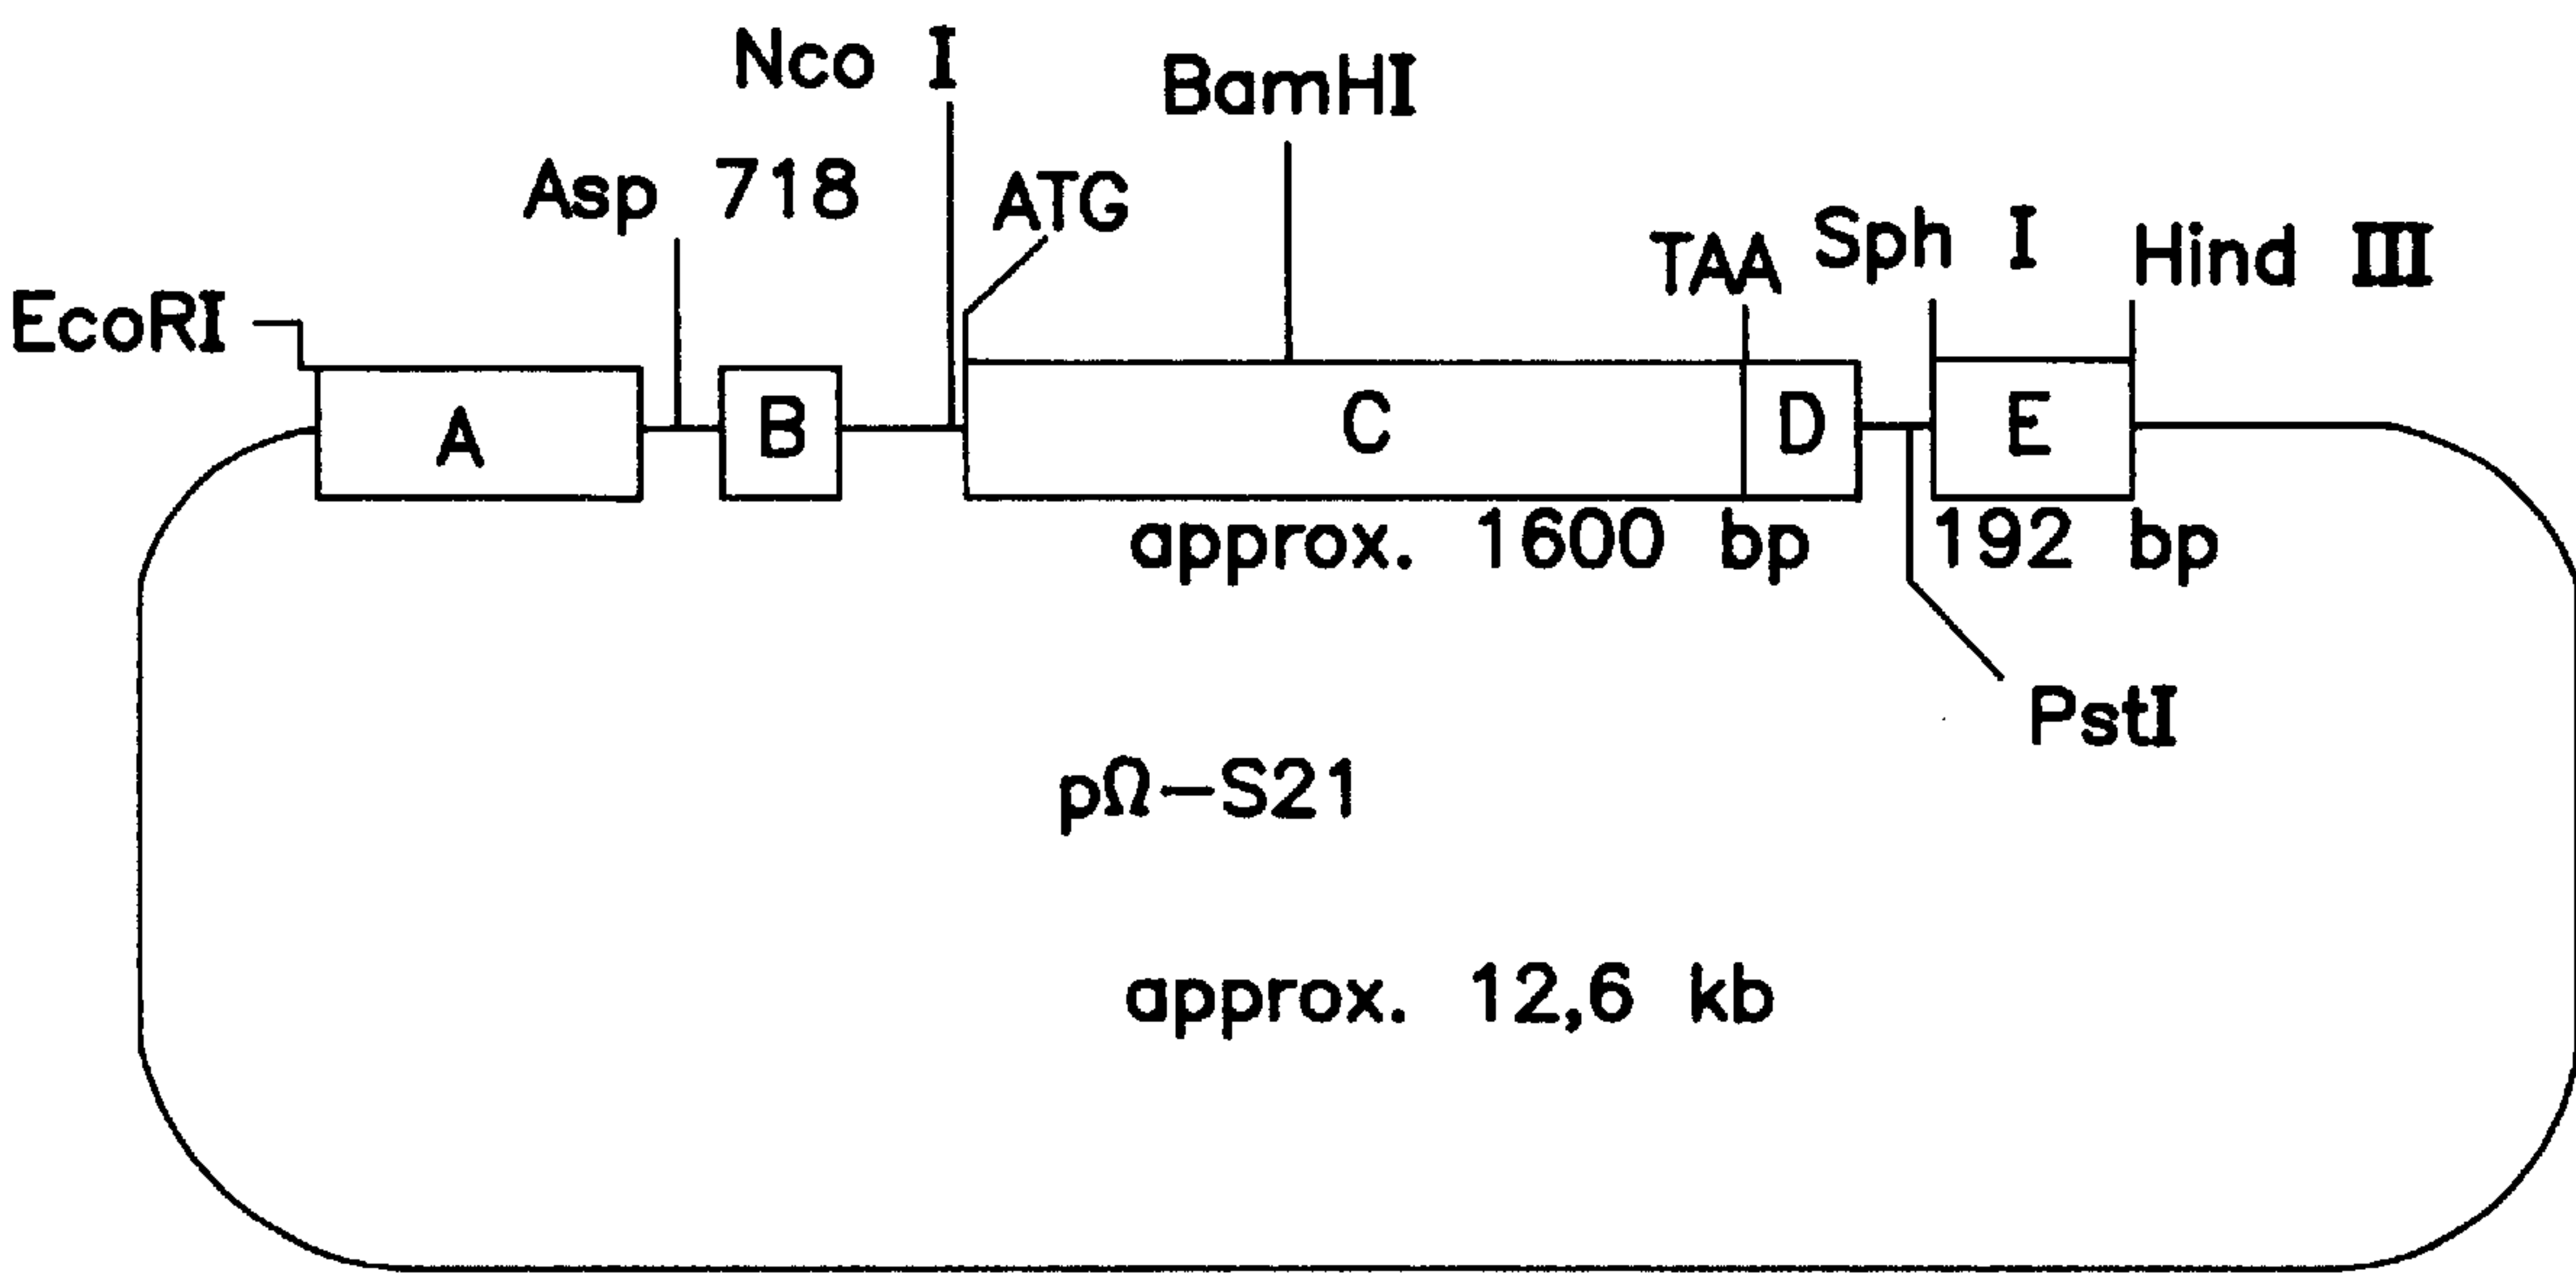 Nco I
BamHI
Asp 718
ATG
TAA
Sph I
Hind III
EcoRI
A
B
C
D
E
approx. 1600 bp
192 bp
PstI
pΩ-S21
approx. 12,6 kb